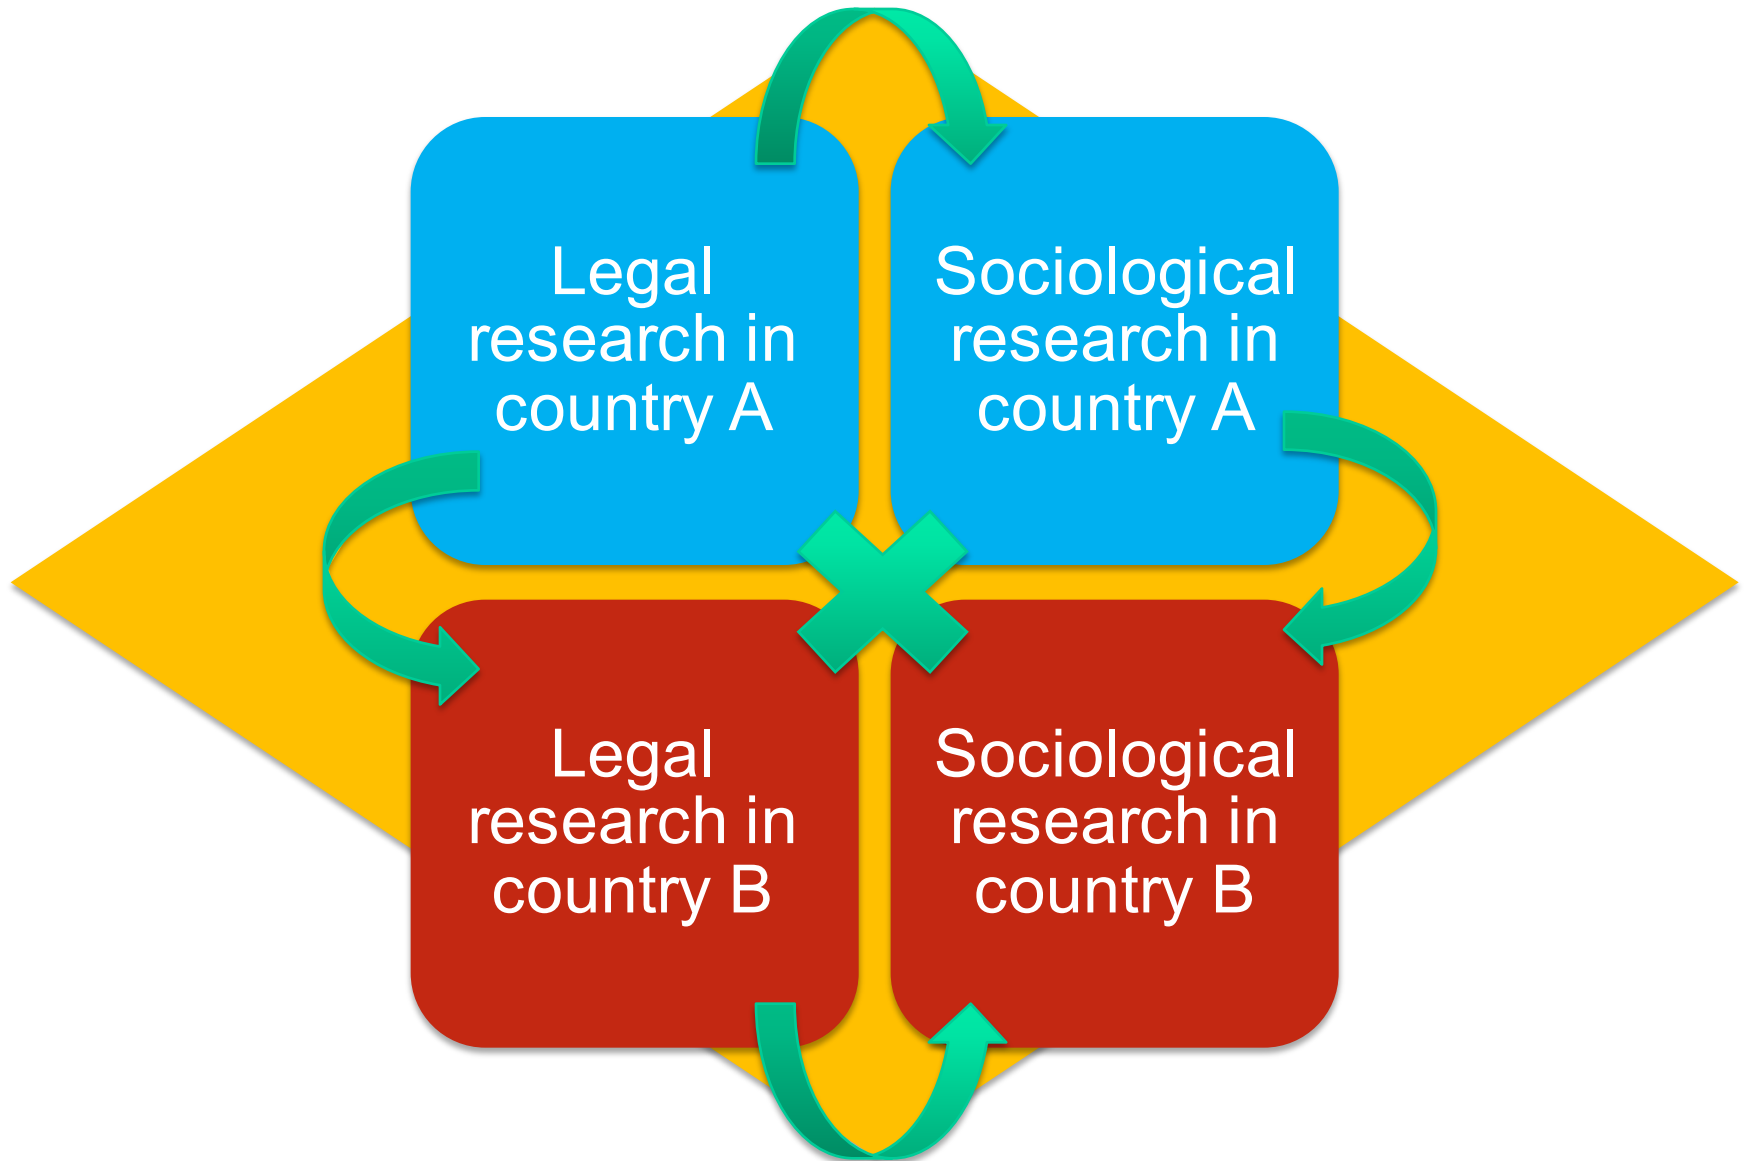 Legal
research in
country A
Sociological
research in
country A
Legal
research in
country B
Sociological
research in
country B